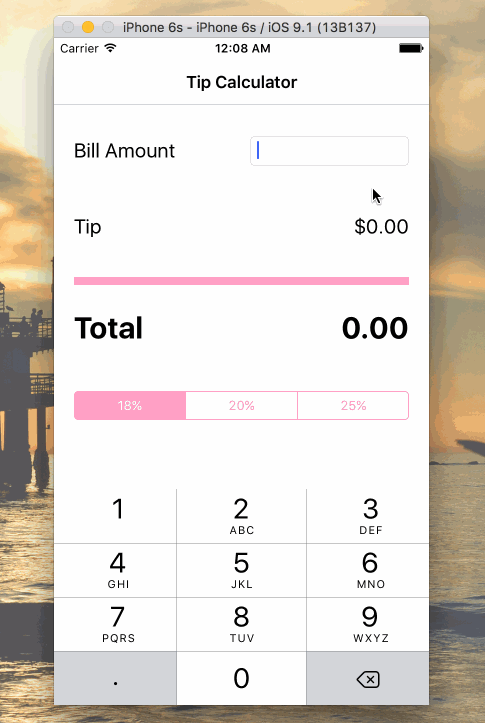 iPhone 6s - iPhone 6s / iOS 9.1 (13B137)
Carrier 12:08 AM
Tip Calculator
Bill Amount
Tip $0.00
Total 0.00
18% 20% 25%
1 2 3
ABC DEF
4 5 6
GHI JKL MNO
7 8 9
PQRS TUV WXYZ
. 0